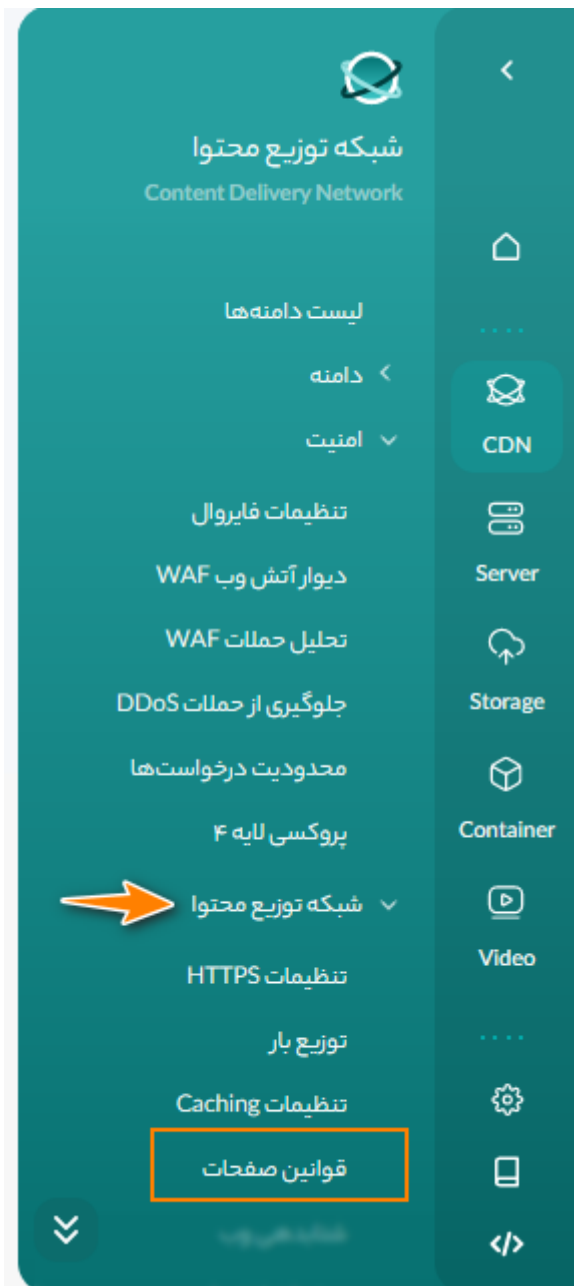 شبکه توزیع محتوا
Content Delivery Network
لیست دامنه‌ها
دامنه
امنیت
تنظیمات فایروال
دیوار آتش وب WAF
تحلیل حملات WAF
جلوگیری از حملات DDoS
محدودیت درخواست‌ها
پروکسی لایه ۴
شبکه توزیع محتوا
تنظیمات HTTPS
توزیع بار
تنظیمات Caching
قوانین صفحات
CDN
Server
Storage
Container
Video